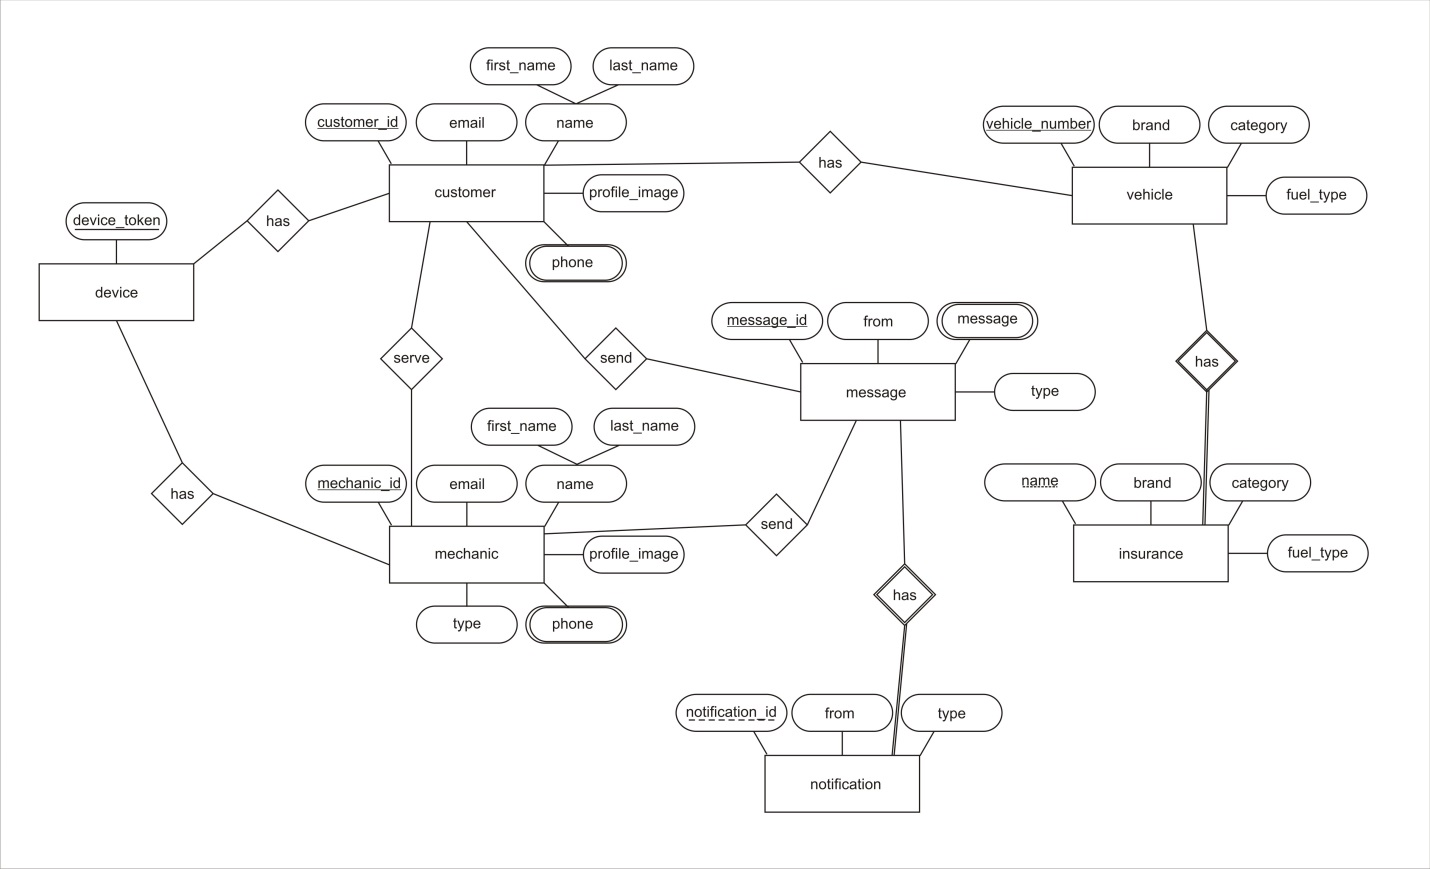 first_name
last_name
customer_id
email
name
vehicle_number
brand
category
has
customer
profile_image
vehicle
fuel_type
device_token
has
phone
device
message_id
from
message
serve
send
has
message
type
first_name
last_name
mechanic_id
email
name
name
brand
category
has
send
mechanic
profile_image
insurance
fuel_type
has
type
phone
notification_id
from
type
notification